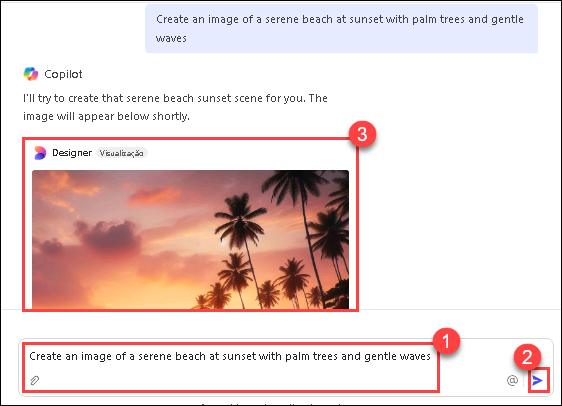 Create an image of a serene beach at sunset with palm trees and gentle
waves
Copilot
I'll try to create that serene beach sunset scene for you. The
image will appear below shortly.
3
Designer Visualização
1
Create an image of a serene beach at sunset with palm trees and gentle waves
2
@